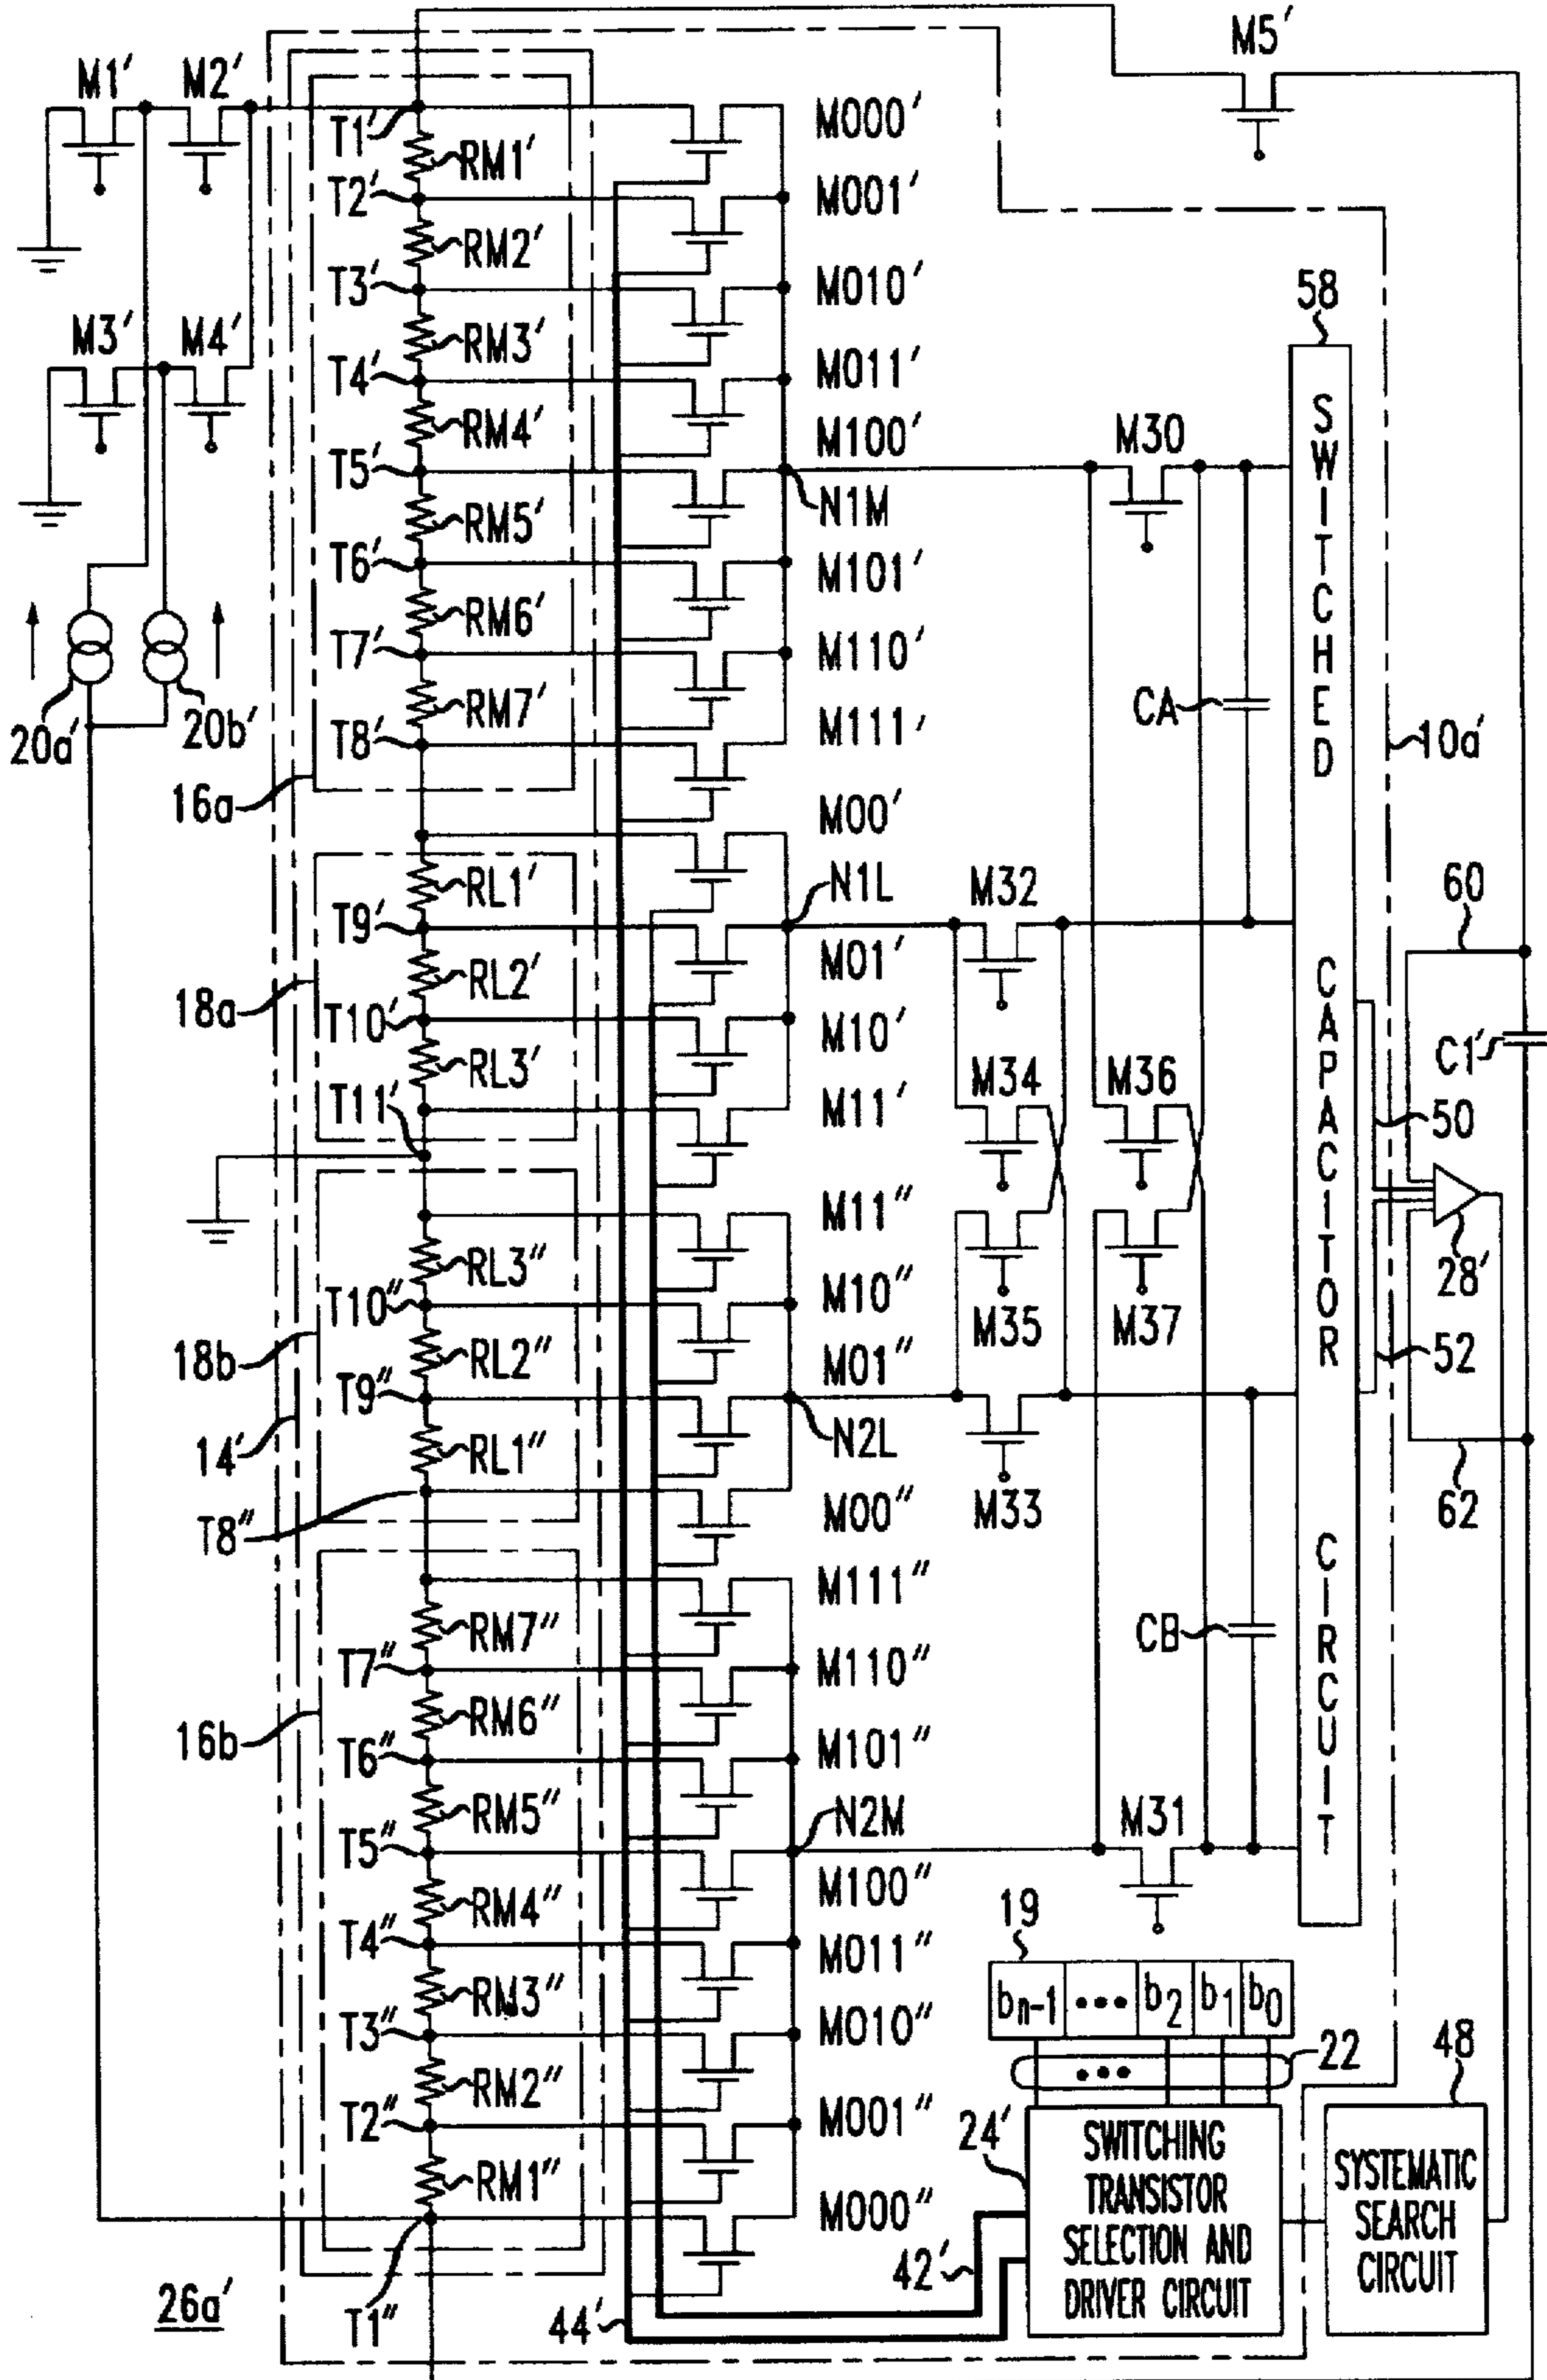 M5'
M1' M2'
T1' M000'
RM1'
T2' M001'
RM2'
T3' M010'
58
M3' M4'
RM3'
T4' M011'
RM4' M100' M30
T5'
N1M
RM5'
T6' M101'
RM6'
T7' M110'
RM7'
CA
20a' 20b' T8' M111'
10a'
16a M00'
SWITCHED CAPACITOR CIRCUIT
RL1' N1L M32 60
T9' M01'
RL2'
18a
T10' M10'
C1'
RL3' M34 M36
T11' M11' 50
M11"
RL3" 28'
T10" M10"
M35 M37
18b RL2" M01" 52
T9"
N2L
14' RL1"
M00" M33 62
T8"
M111"
RM7" CB
T7" M110"
16b RM6" M101"
T6"
RM5" N2M M31
T5"
RM4" M100" 19
T4" M011"
RM3" bn-1 ••• b2 b1 b0
T3" M010" 48
••• 22
RM2"
T2" M001" 24'
SWITCHING TRANSISTOR SELECTION AND DRIVER CIRCUIT
SYSTEMATIC SEARCH CIRCUIT
RM1"
M000"
42'
26a' T1" 44'